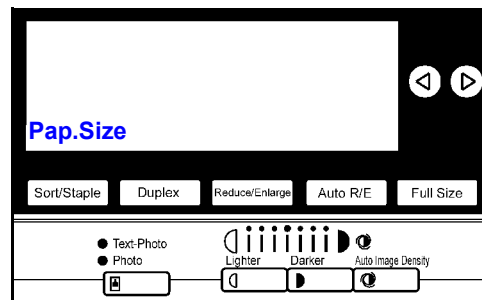 Pap.Size
Sort/Staple Duplex Reduce/Enlarge Auto R/E Full Size
Text-Photo
Photo
Lighter Darker Auto Image Density